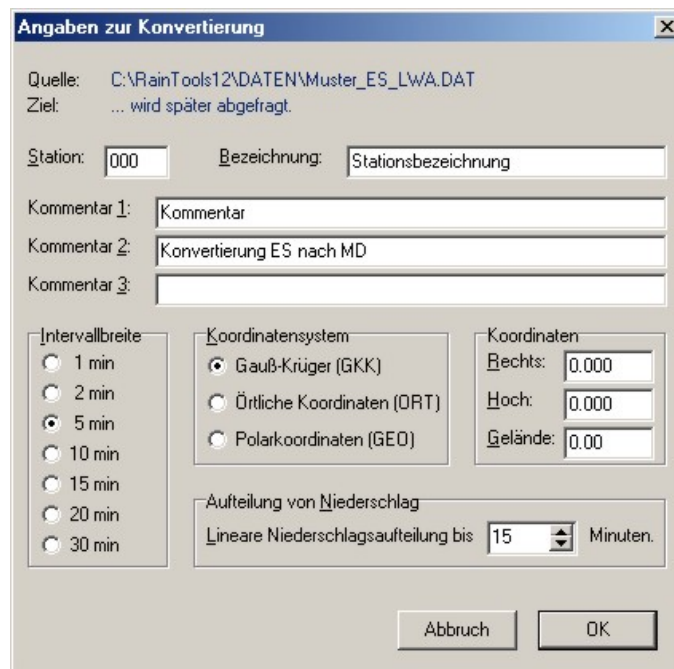 Angaben zur Konvertierung
Quelle: C:\RainTools12\DATEN\Muster_ES_LWA.DAT
Ziel: ... wird später abgefragt.
Station: 000 Bezeichnung: Stationsbezeichnung
Kommentar 1: Kommentar
Kommentar 2: Konvertierung ES nach MD
Kommentar 3:
Intervallbreite
1 min
2 min
5 min
10 min
15 min
20 min
30 min
Koordinatensystem
Gauß-Krüger (GKK)
Örtliche Koordinaten (ORT)
Polarkoordinaten (GEO)
Koordinaten
Rechts: 0.000
Hoch: 0.000
Gelände: 0.00
Aufteilung von Niederschlag
Lineare Niederschlagsaufteilung bis 15 Minuten.
Abbruch OK